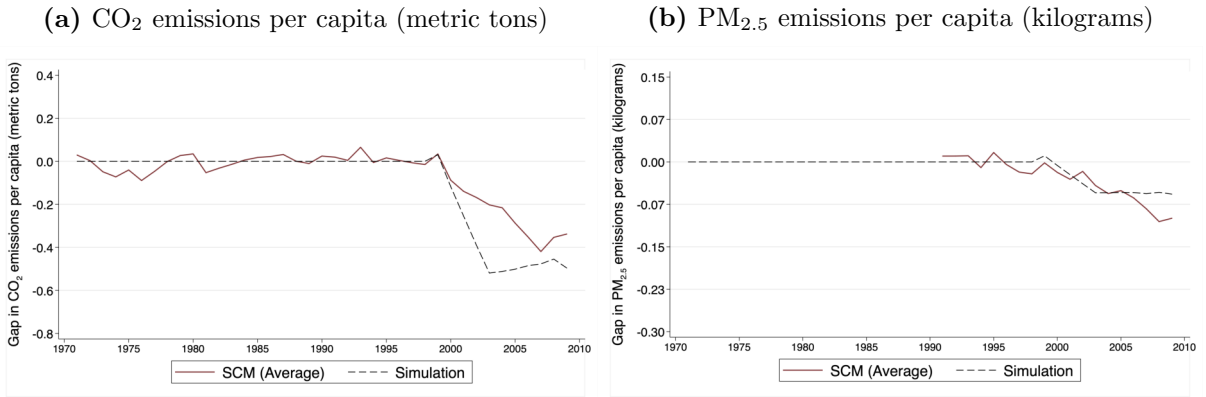 (a) CO2 emissions per capita (metric tons)
Gap in CO2 emissions per capita (metric tons)
0.4
0.2
0.0
-0.2
-0.4
-0.6
-0.8
1970 1975 1980 1985 1990 1995 2000 2005 2010
SCM (Average) Simulation
(b) PM2.5 emissions per capita (kilograms)
Gap in PM2.5 emissions per capita (kilograms)
0.15
0.07
0.00
-0.07
-0.15
-0.23
-0.30
1970 1975 1980 1985 1990 1995 2000 2005 2010
SCM (Average) Simulation